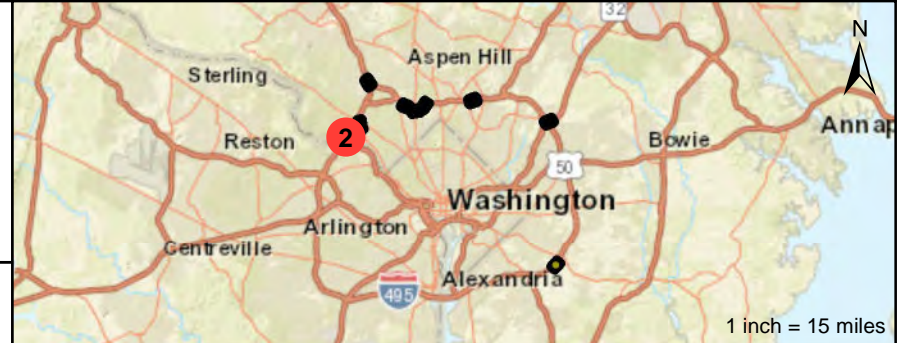 32
N
Aspen Hill
Sterling
2
Reston
Bowie
Annap
50
Washington
Arlington
Centreville
Alexandria
495
1 inch = 15 miles